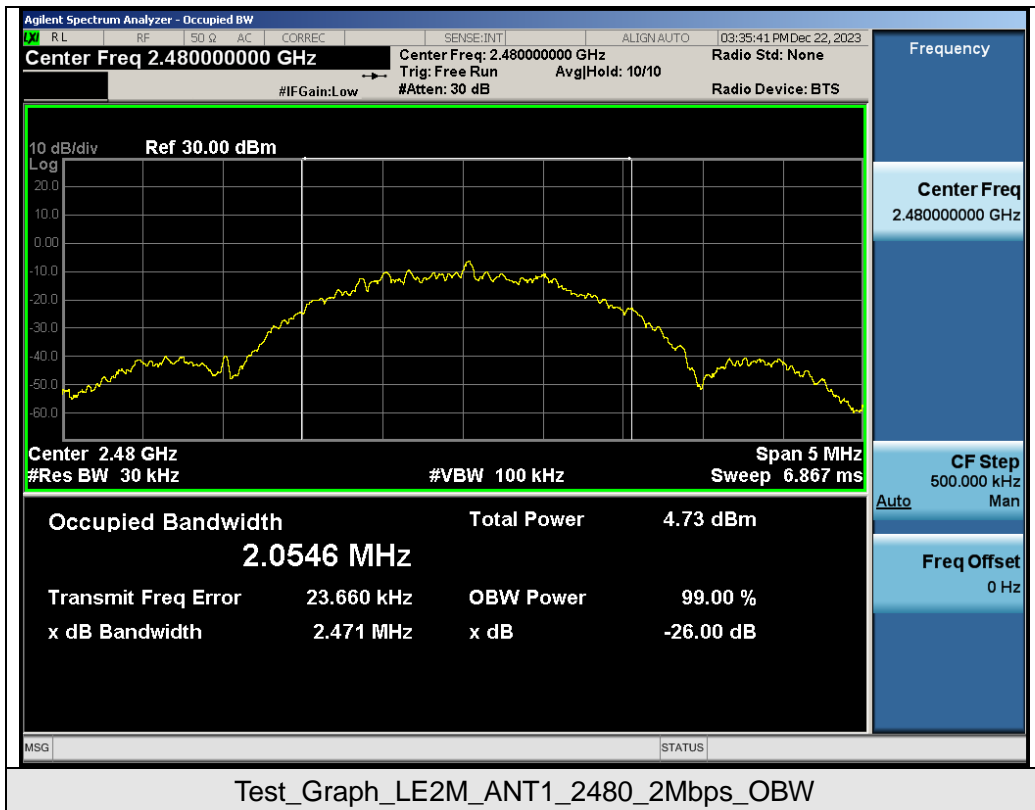 Agilent Spectrum Analyzer - Occupied BW
LXI RL RF 50 Ω AC CORREC SENSE:INT ALIGN AUTO 03:35:41 PM Dec 22, 2023
Center Freq 2.480000000 GHz
Center Freq: 2.480000000 GHz
Radio Std: None
Trig: Free Run Avg|Hold: 10/10
#IFGain:Low
#Atten: 30 dB
Radio Device: BTS
10 dB/div Ref 30.00 dBm
Log
20.0
10.0
0.00
-10.0
-20.0
-30.0
-40.0
-50.0
-60.0
Center 2.48 GHz Span 5 MHz
#Res BW 30 kHz #VBW 100 kHz Sweep 6.867 ms
Occupied Bandwidth Total Power 4.73 dBm
2.0546 MHz
Transmit Freq Error 23.660 kHz OBW Power 99.00 %
x dB Bandwidth 2.471 MHz x dB -26.00 dB
Frequency
Center Freq
2.480000000 GHz
CF Step
500.000 kHz
Auto Man
Freq Offset
0 Hz
MSG STATUS
Test_Graph_LE2M_ANT1_2480_2Mbps_OBW